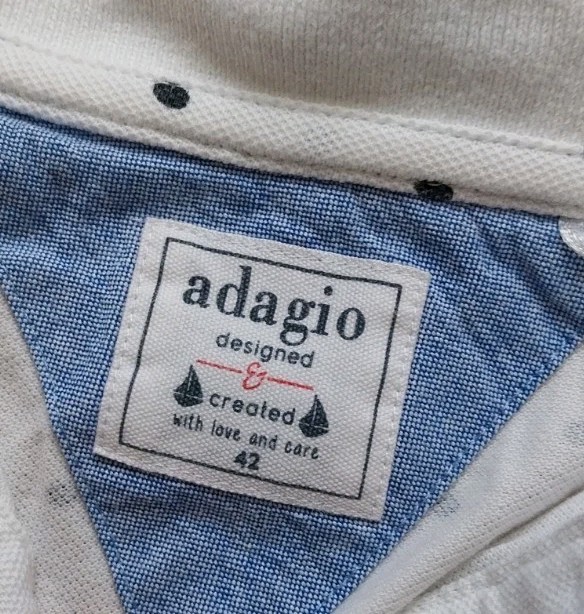 adagio
designed
&
created
with love and care
42